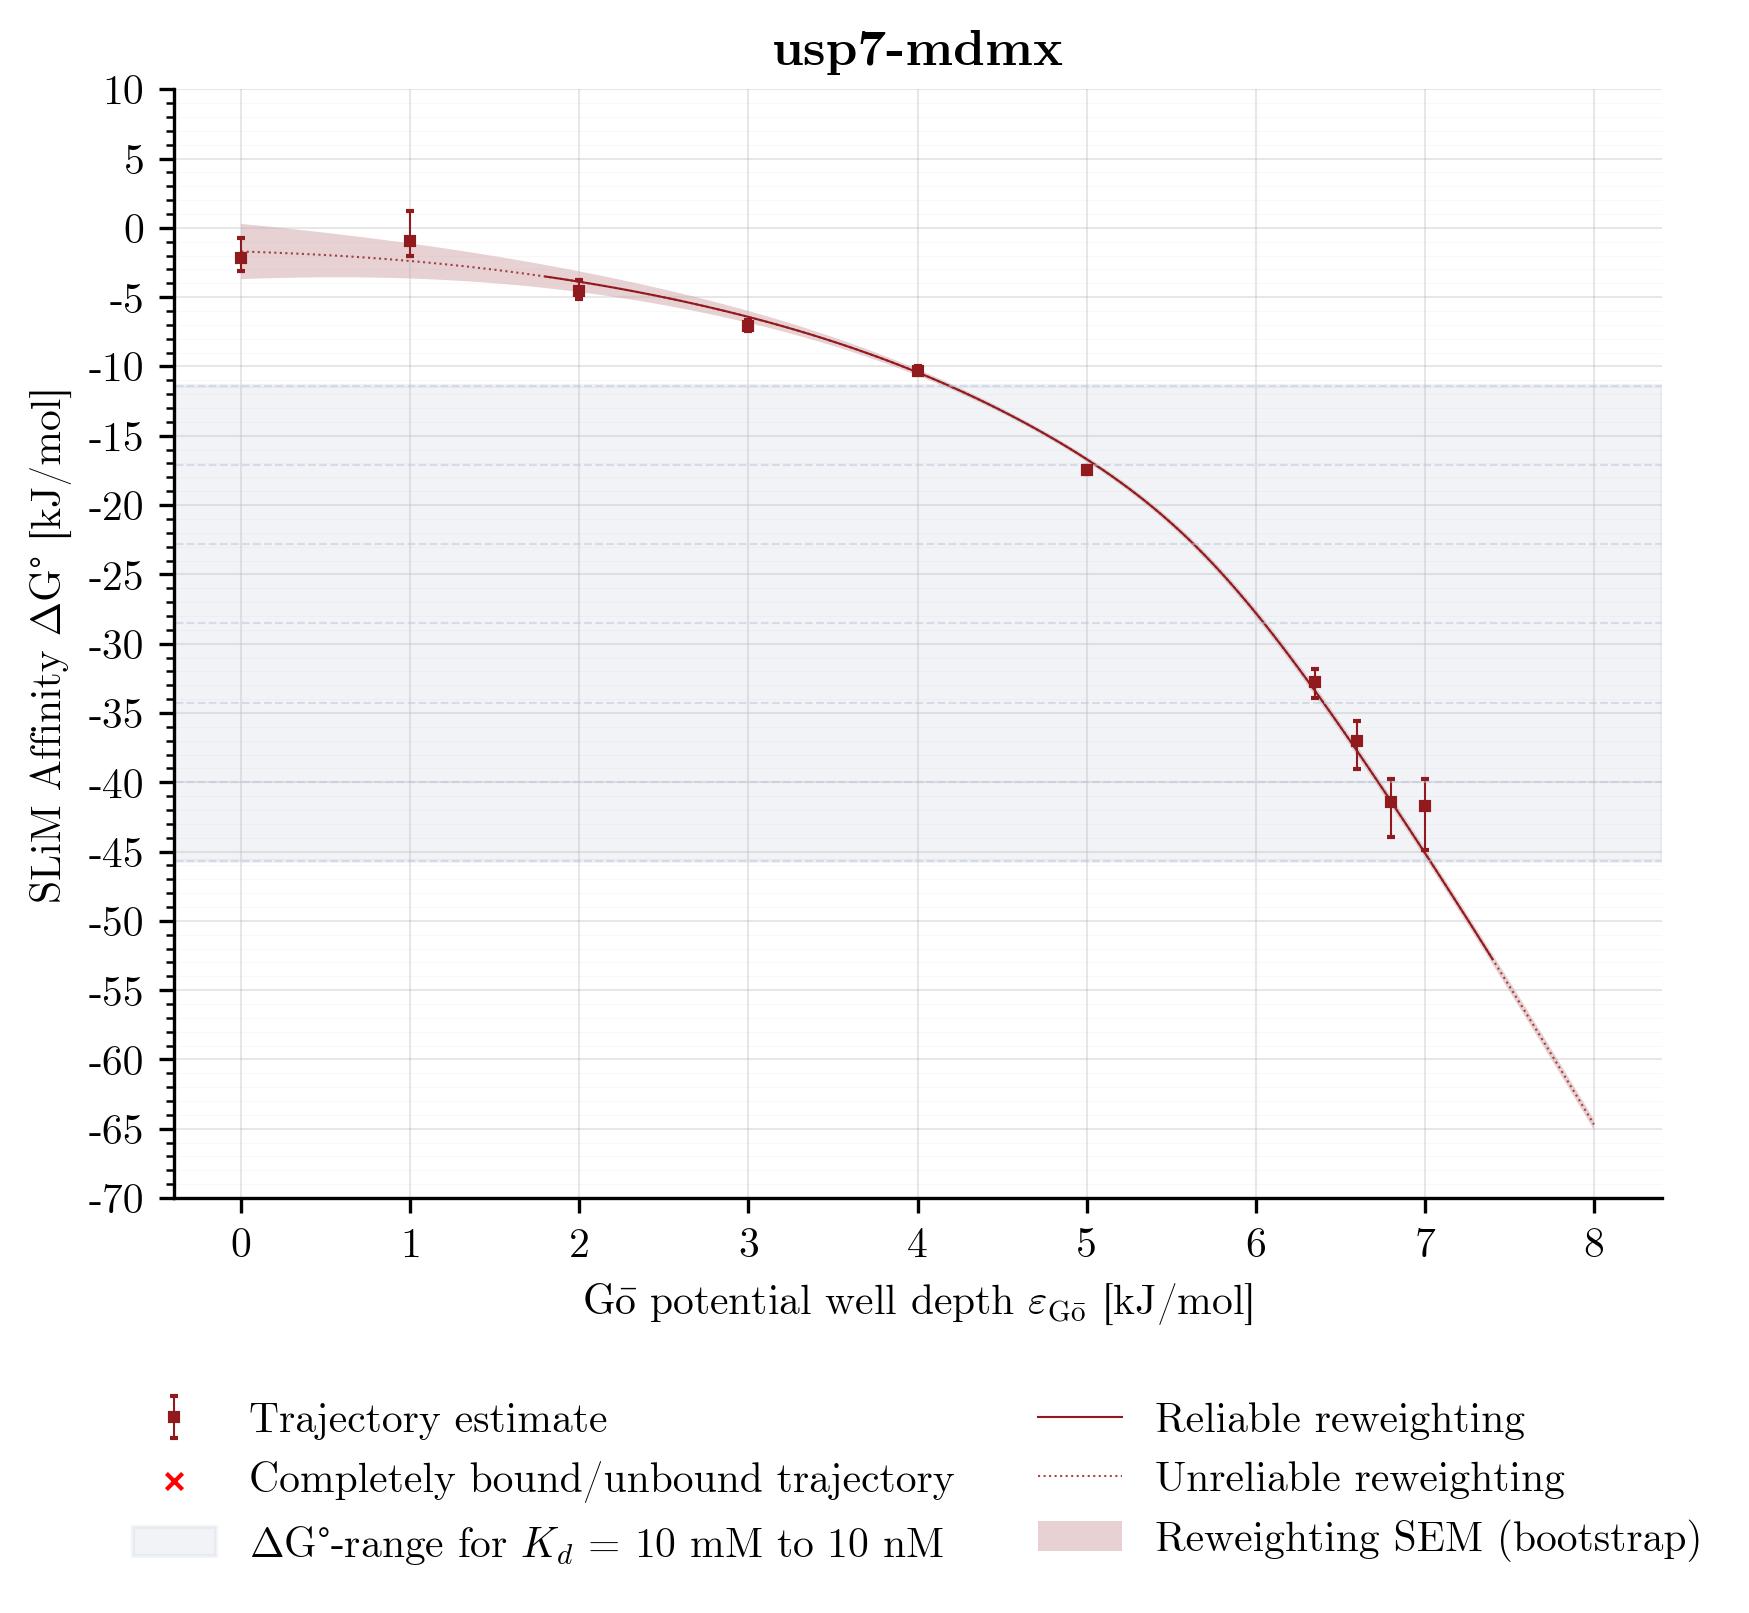 usp7-mdmx
10
5
0
-5
-10
-15
-20
-25
-30
-35
-40
-45
-50
-55
-60
-65
-70
SLiM Affinity ΔG° [kJ/mol]
0 1 2 3 4 5 6 7 8
Gō potential well depth ε_Gō [kJ/mol]
Trajectory estimate
Completely bound/unbound trajectory
ΔG°-range for K_d = 10 mM to 10 nM
Reliable reweighting
Unreliable reweighting
Reweighting SEM (bootstrap)